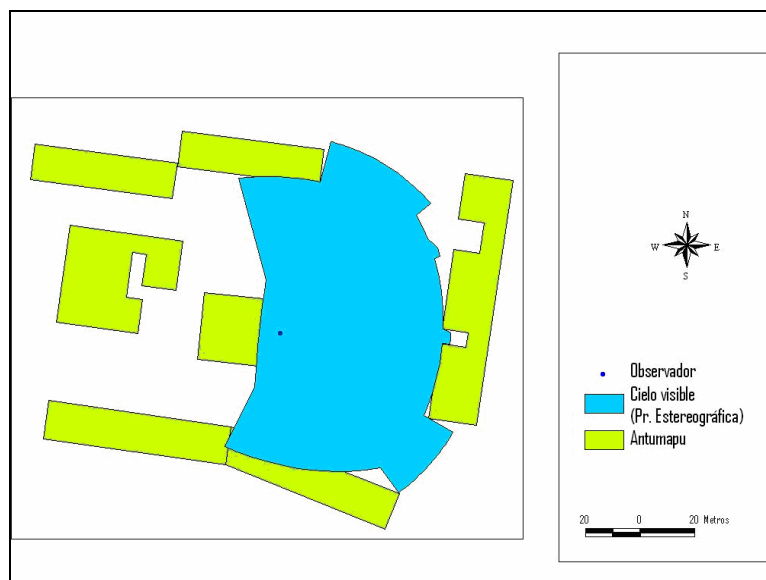 N
W E
S
Observador
Cielo visible
(Pr. Estereográfica)
Antumapu
20 0 20 Metros